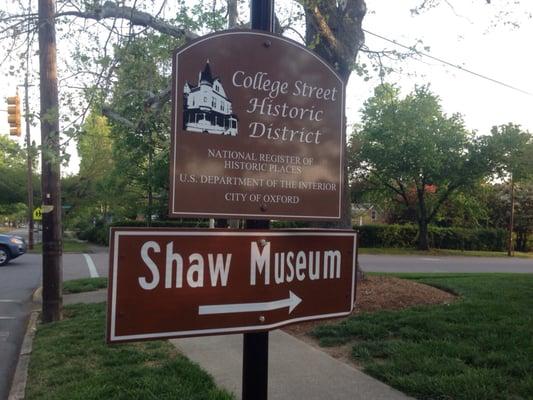 College Street
Historic
District
NATIONAL REGISTER OF
HISTORIC PLACES
U.S. DEPARTMENT OF THE INTERIOR
CITY OF OXFORD
Shaw Museum